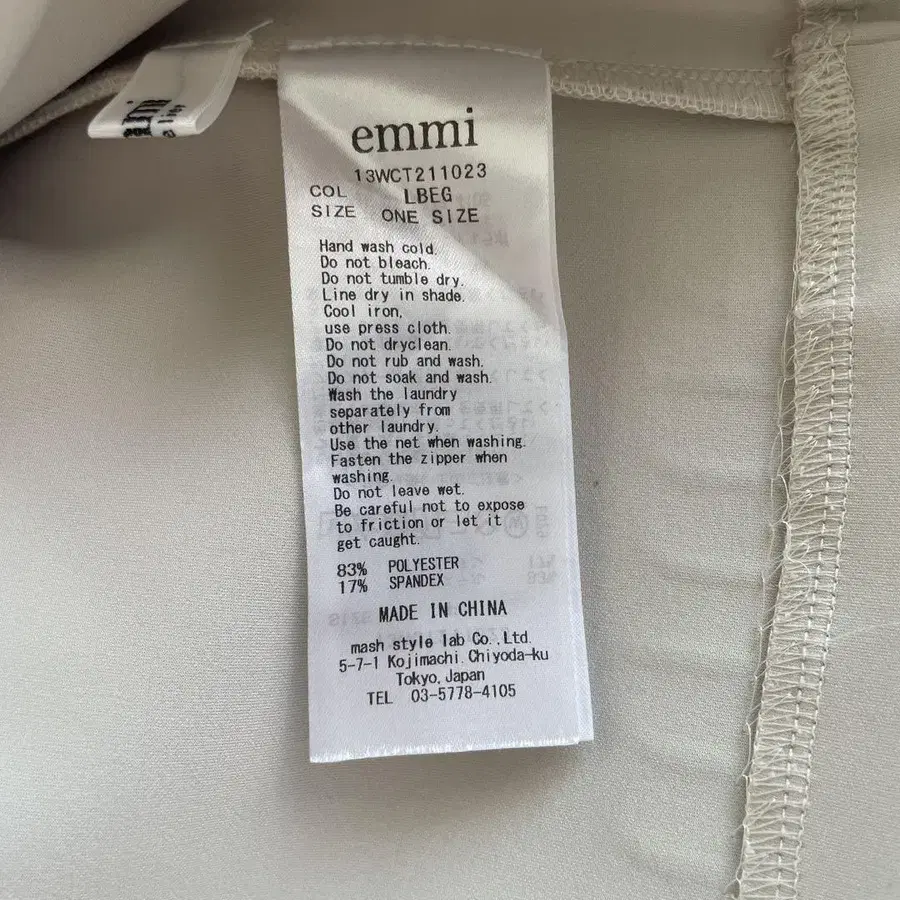 emmi
13WCT211023
COL LBEG
SIZE ONE SIZE
Hand wash cold.
Do not bleach.
Do not tumble dry.
Line dry in shade.
Cool iron,
use press cloth.
Do not dryclean.
Do not rub and wash.
Do not soak and wash.
Wash the laundry
separately from
other laundry.
Use the net when washing.
Fasten the zipper when
washing.
Do not leave wet.
Be careful not to expose
to friction or let it
get caught.
83% POLYESTER
17% SPANDEX
MADE IN CHINA
mash style lab Co.,Ltd.
5-7-1 Kojimachi.Chiyoda-ku
Tokyo, Japan
TEL 03-5778-4105